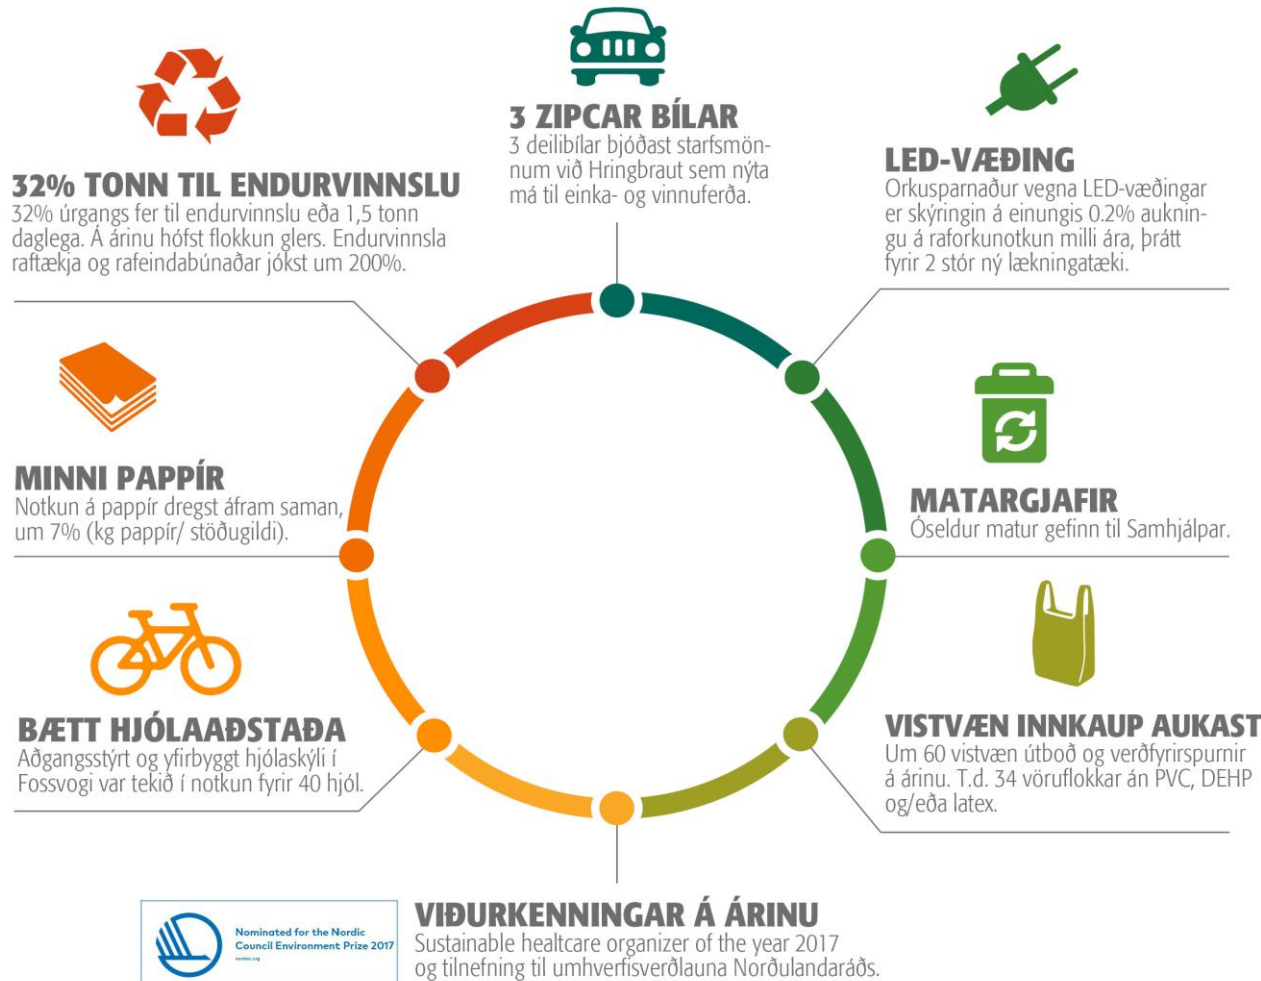 3 ZIPCAR BÍLAR
3 deilibílar bjóðast starfsmön-
num við Hringbraut sem nýta
má til einka- og vinnuferða.
LED-VÆÐING
Orkusparnaður vegna LED-væðingar
er skýringin á einungis 0.2% auknin-
gu á raforkunotkun milli ára, þrátt
fyrir 2 stór ný lækningatæki.
MATARGJAFIR
Óseldur matur gefinn til Samhjálpar.
VISTVÆN INNKAUP AUKAST
Um 60 vistvæn útboð og verðfyrirspurnir
á árinu. T.d. 34 vöruflokkar án PVC, DEHP
og/eða latex.
VIÐURKENNINGAR Á ÁRINU
Sustainable healtcare organizer of the year 2017
og tilnefning til umhverfisverðlauna Norðulandaráðs.
Nominated for the Nordic
Council Environment Prize 2017
norden.org
BÆTT HJÓLAAÐSTAÐA
Aðgangsstýrt og yfirbyggt hjólaskýli í
Fossvogi var tekið í notkun fyrir 40 hjól.
MINNI PAPPÍR
Notkun á pappír dregst áfram saman,
um 7% (kg pappír/ stöðugildi).
32% TONN TIL ENDURVINNSLU
32% úrgangs fer til endurvinnslu eða 1,5 tonn
daglega. Á árinu hófst flokkun glers. Endurvinnsla
raftækja og rafeindabúnaðar jókst um 200%.